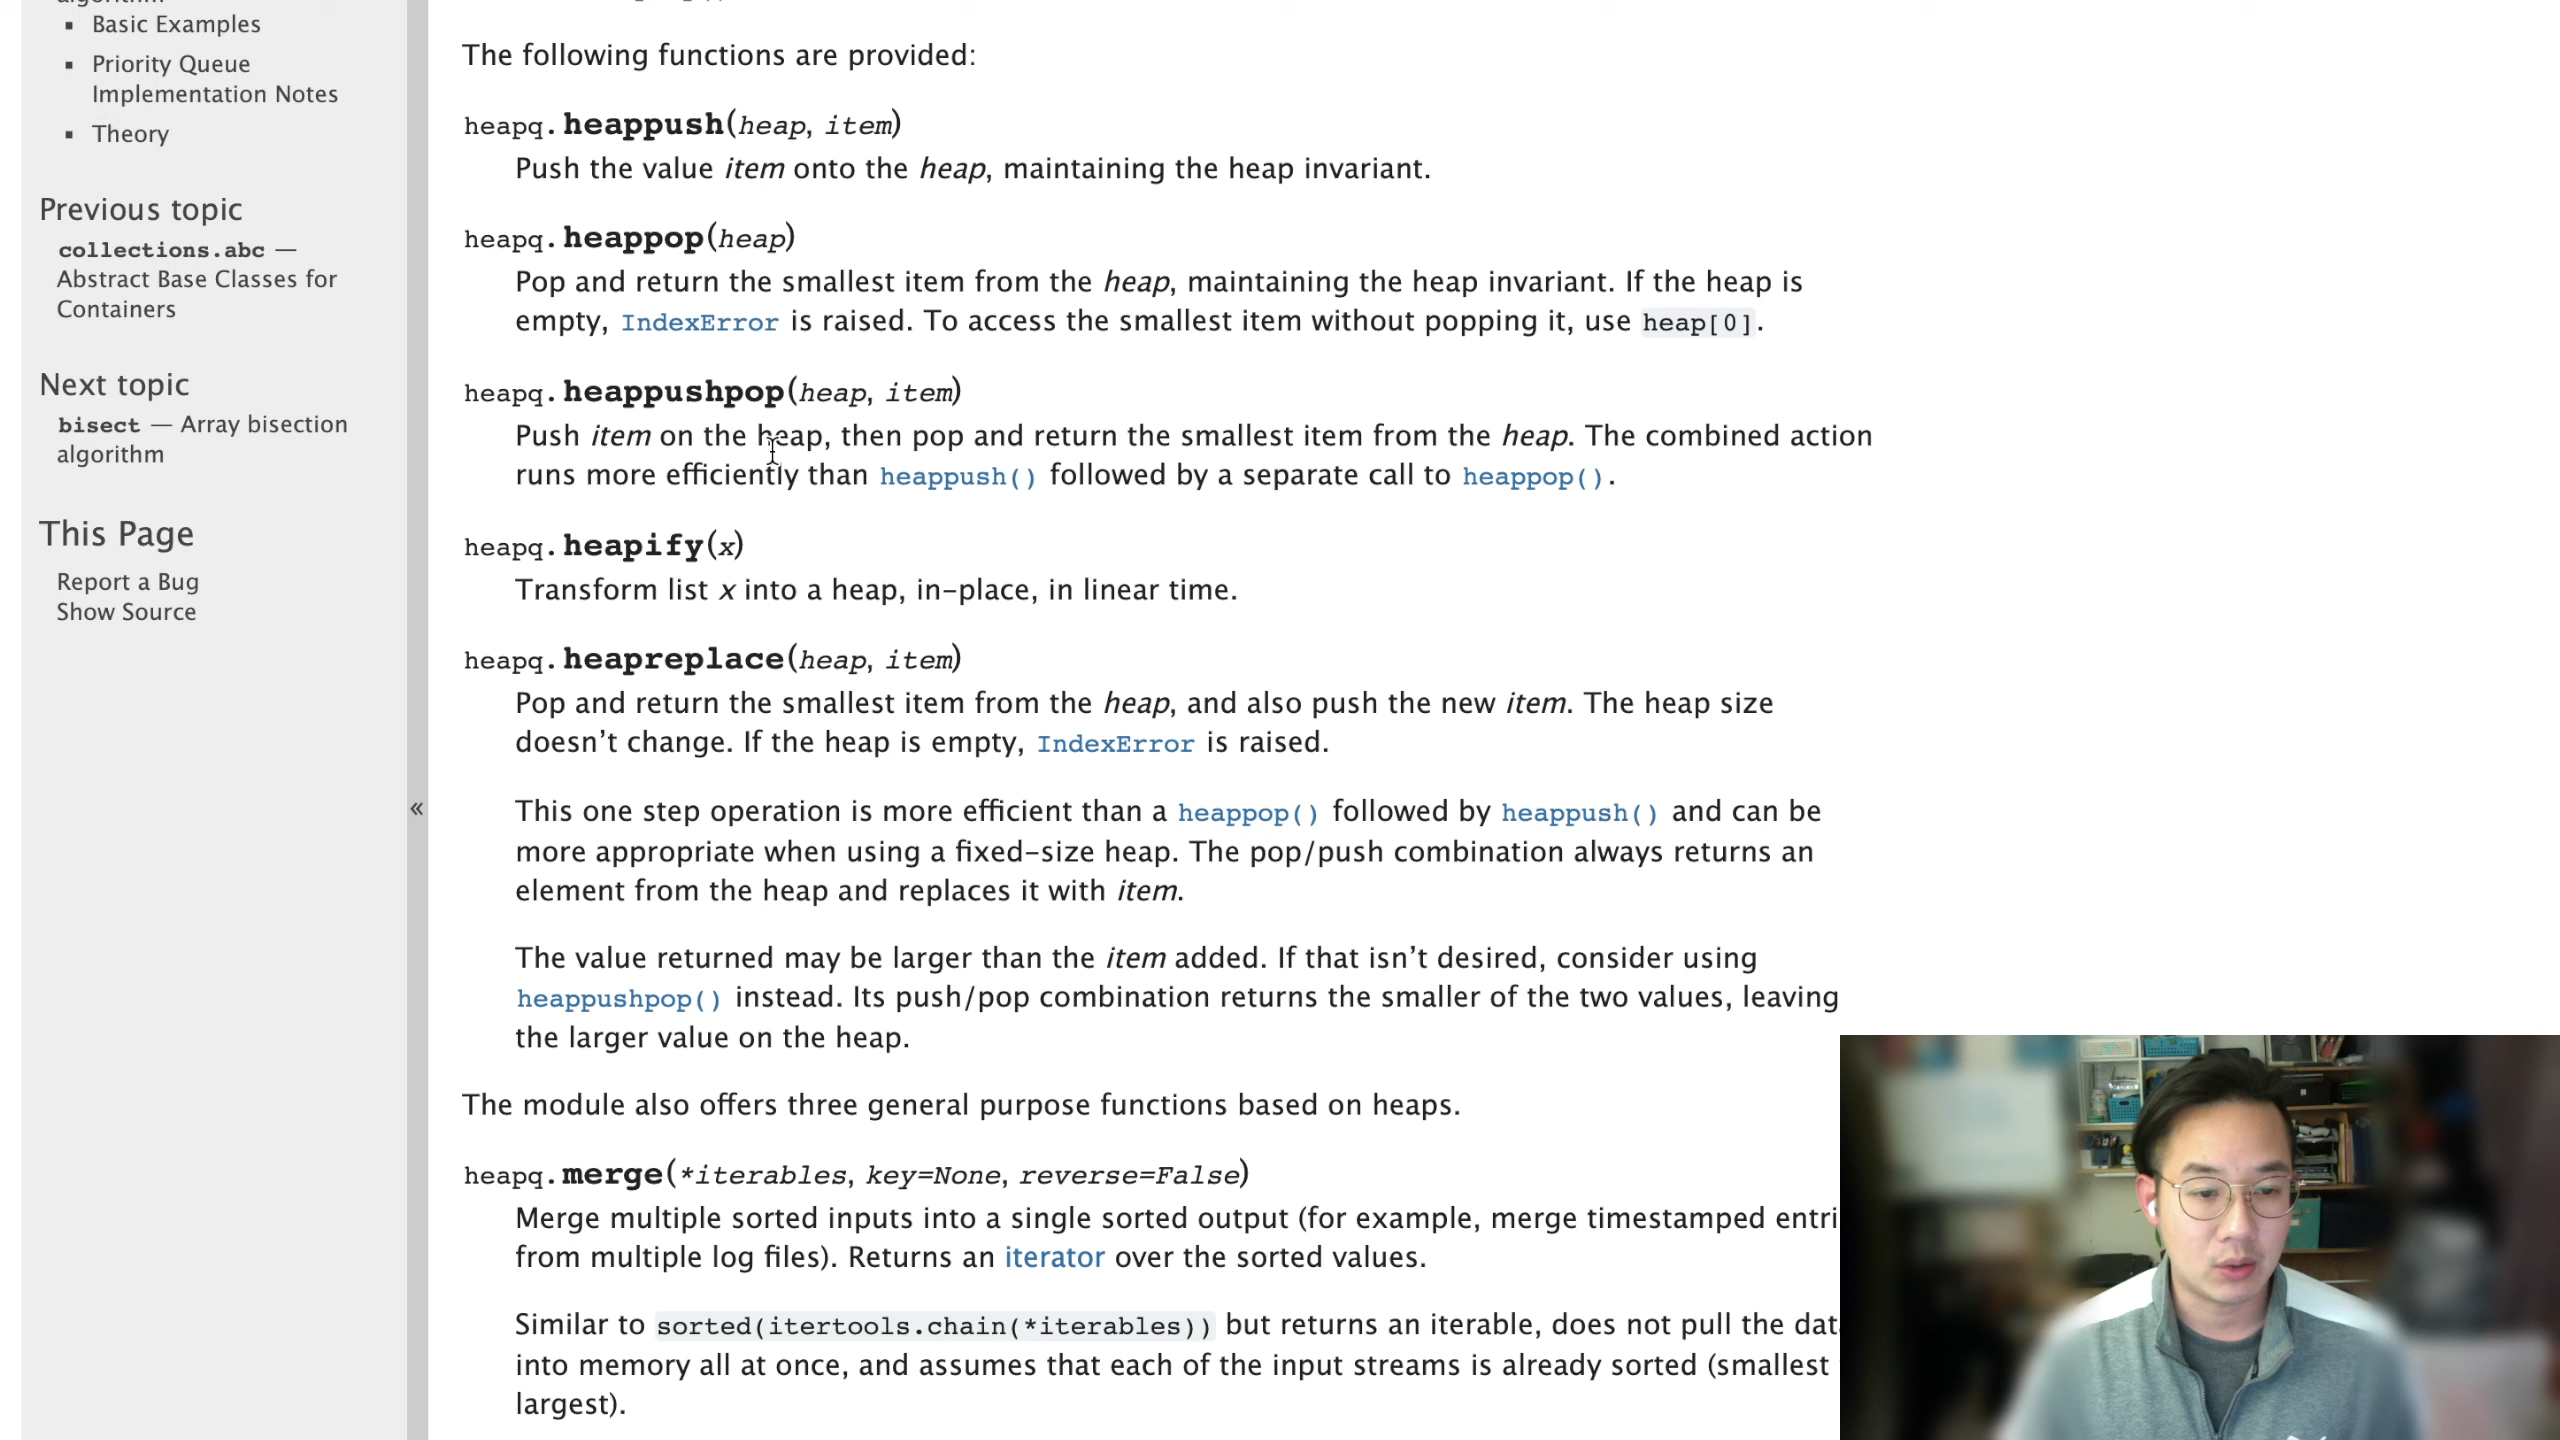 Basic Examples
Priority Queue
Implementation Notes
Theory
Previous topic
collections.abc —
Abstract Base Classes for
Containers
Next topic
bisect — Array bisection
algorithm
This Page
Report a Bug
Show Source
«
The following functions are provided:
heapq.heappush(heap, item)
Push the value item onto the heap, maintaining the heap invariant.
heapq.heappop(heap)
Pop and return the smallest item from the heap, maintaining the heap invariant. If the heap is
empty, IndexError is raised. To access the smallest item without popping it, use heap[0].
heapq.heappushpop(heap, item)
Push item on the heap, then pop and return the smallest item from the heap. The combined action
runs more efficiently than heappush() followed by a separate call to heappop().
heapq.heapify(x)
Transform list x into a heap, in-place, in linear time.
heapq.heapreplace(heap, item)
Pop and return the smallest item from the heap, and also push the new item. The heap size
doesn’t change. If the heap is empty, IndexError is raised.
This one step operation is more efficient than a heappop() followed by heappush() and can be
more appropriate when using a fixed-size heap. The pop/push combination always returns an
element from the heap and replaces it with item.
The value returned may be larger than the item added. If that isn’t desired, consider using
heappushpop() instead. Its push/pop combination returns the smaller of the two values, leaving
the larger value on the heap.
The module also offers three general purpose functions based on heaps.
heapq.merge(*iterables, key=None, reverse=False)
Merge multiple sorted inputs into a single sorted output (for example, merge timestamped entri
from multiple log files). Returns an iterator over the sorted values.
Similar to sorted(itertools.chain(*iterables)) but returns an iterable, does not pull the dat
into memory all at once, and assumes that each of the input streams is already sorted (smallest
largest).